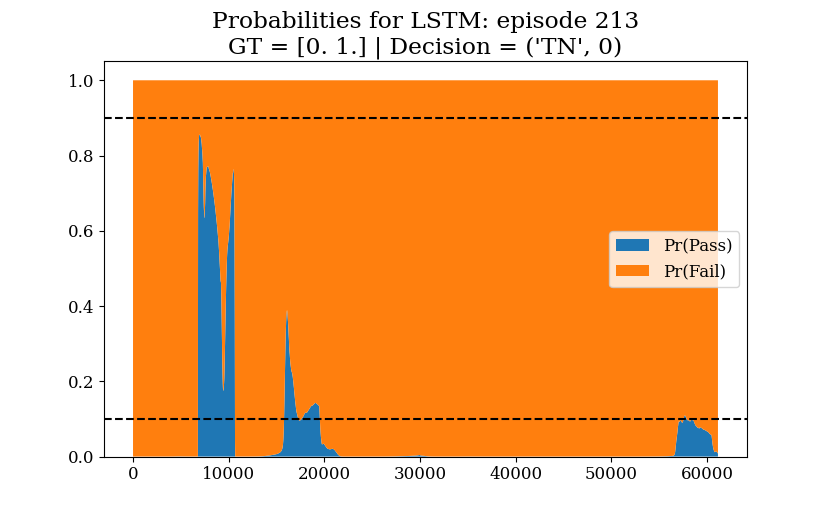 Probabilities for LSTM: episode 213
GT = [0. 1.] | Decision = ('TN', 0)
1.0
0.8
0.6
0.4
0.2
0.0
Pr(Pass)
Pr(Fail)
0 10000 20000 30000 40000 50000 60000